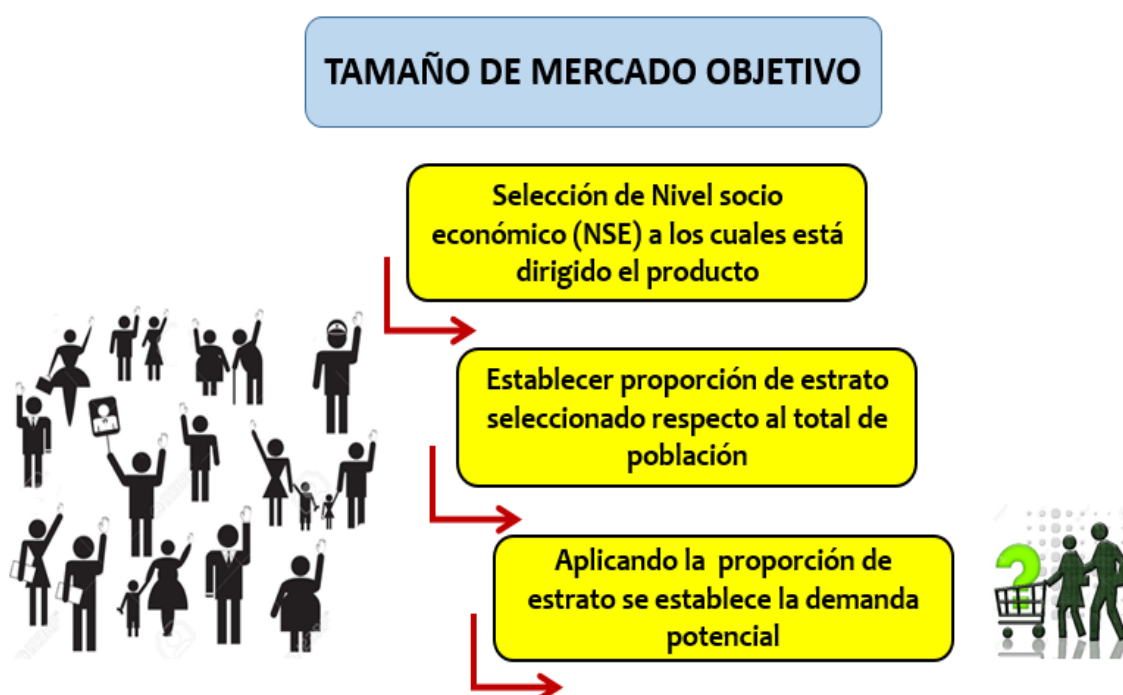 TAMAÑO DE MERCADO OBJETIVO
Selección de Nivel socio
económico (NSE) a los cuales está
dirigido el producto
Establecer proporción de estrato
seleccionado respecto al total de
población
Aplicando la proporción de
estrato se establece la demanda
potencial
?